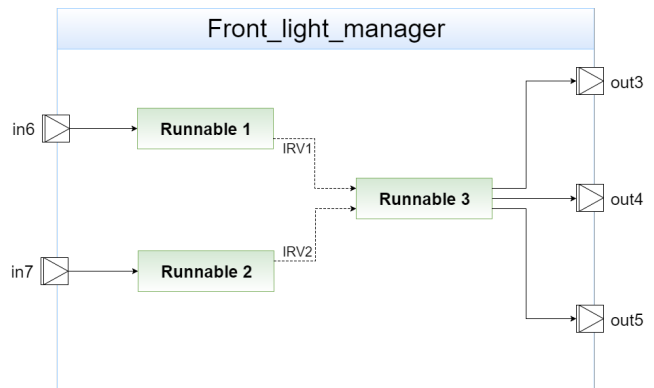 Front_light_manager
out3
in6
Runnable 1
IRV1
Runnable 3
out4
IRV2
in7
Runnable 2
out5